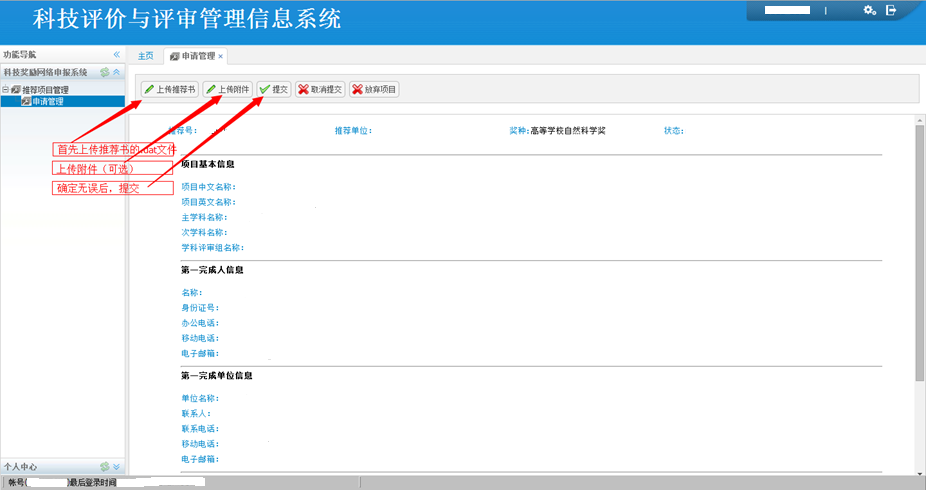 科技评价与评审管理信息系统
|
功能导航
主页 申请管理 ×
科技奖励网络申报系统
推荐项目管理
申请管理
上传推荐书 上传附件 提交 取消提交 放弃项目
推荐号: 推荐单位: 奖种:高等学校自然科学奖 状态:
首先上传推荐书的.dat文件
上传附件(可选)
确定无误后，提交
项目基本信息
项目中文名称:
项目英文名称:
主学科名称:
次学科名称:
学科评审组名称:
第一完成人信息
名称:
身份证号:
办公电话:
移动电话:
电子邮箱:
第一完成单位信息
单位名称:
联系人:
联系电话:
移动电话:
电子邮箱:
个人中心
帐号( )最后登录时间